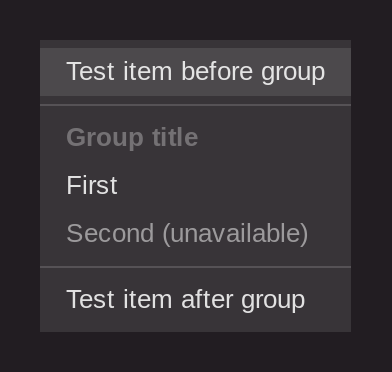 Test item before group
Group title
First
Second (unavailable)
Test item after group